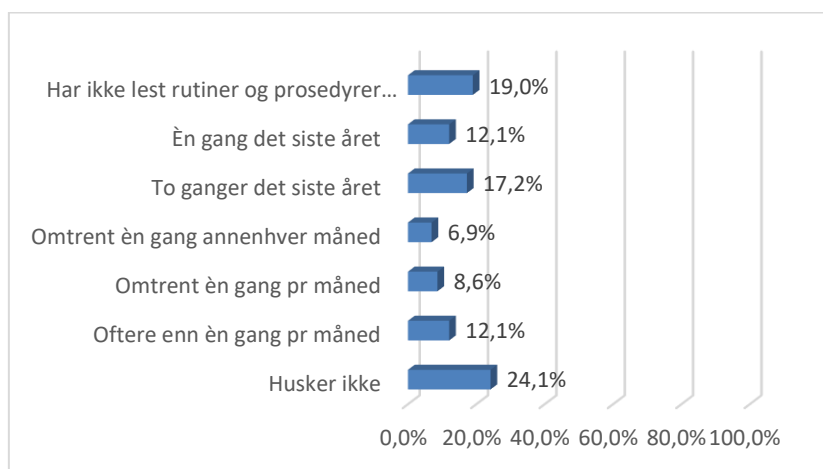 Har ikke lest rutiner og prosedyrer... 19,0%
Èn gang det siste året 12,1%
To ganger det siste året 17,2%
Omtrent èn gang annenhver måned 6,9%
Omtrent èn gang pr måned 8,6%
Oftere enn èn gang pr måned 12,1%
Husker ikke 24,1%
0,0% 20,0% 40,0% 60,0% 80,0% 100,0%